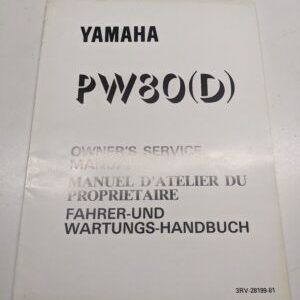 YAMAHA
PW80(D)
OWNER'S SERVICE
MANUAL
MANUEL D'ATELIER DU
PROPRIETAIRE
FAHRER-UND
WARTUNGS-HANDBUCH
3RV-28199-81